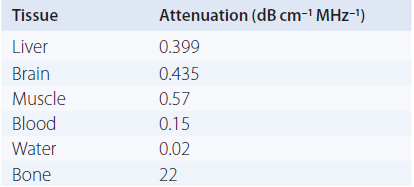 Tissue Attenuation (dB cm⁻¹ MHz⁻¹)
Liver 0.399
Brain 0.435
Muscle 0.57
Blood 0.15
Water 0.02
Bone 22